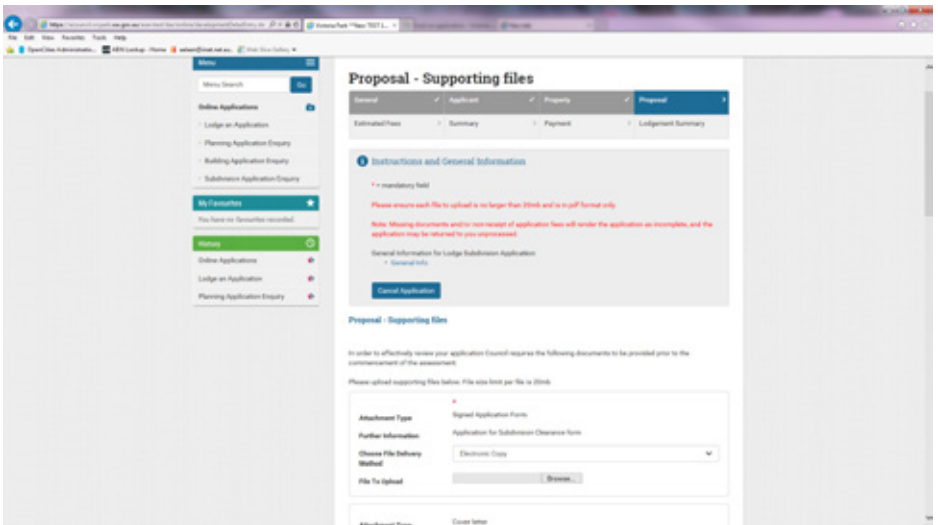 File Edit View Favorites Tools Help
Menu
Menu Search
Go
Online Applications
Lodge an Application
Planning Application Enquiry
Building Application Enquiry
Subdivision Application Enquiry
My Favourites
You have no favourites recorded.
History
Online Applications
Lodge an Application
Planning Application Enquiry
Proposal - Supporting files
General Applicant Property Proposal
Estimated Fees Summary Payment Lodgement Summary
Instructions and General Information
* = mandatory field
Please ensure each file to upload is no larger than 20mb and is in pdf format only.
Note: Missing documents and/or non-receipt of application fees will render the application as incomplete, and the
application may be returned to you unprocessed.
General Information for Lodge Subdivision Application
General Info
Cancel Application
Proposal - Supporting files
In order to effectively review your application Council requires the following documents to be provided prior to the
commencement of the assessment.
Please upload supporting files below. File size limit per file is 20mb
*
Attachment Type Signed Application Form
Further Information Application for Subdivision Clearance form
Choose File Delivery Electronic Copy
Method
File To Upload Browse...
Attachment Type Cover letter